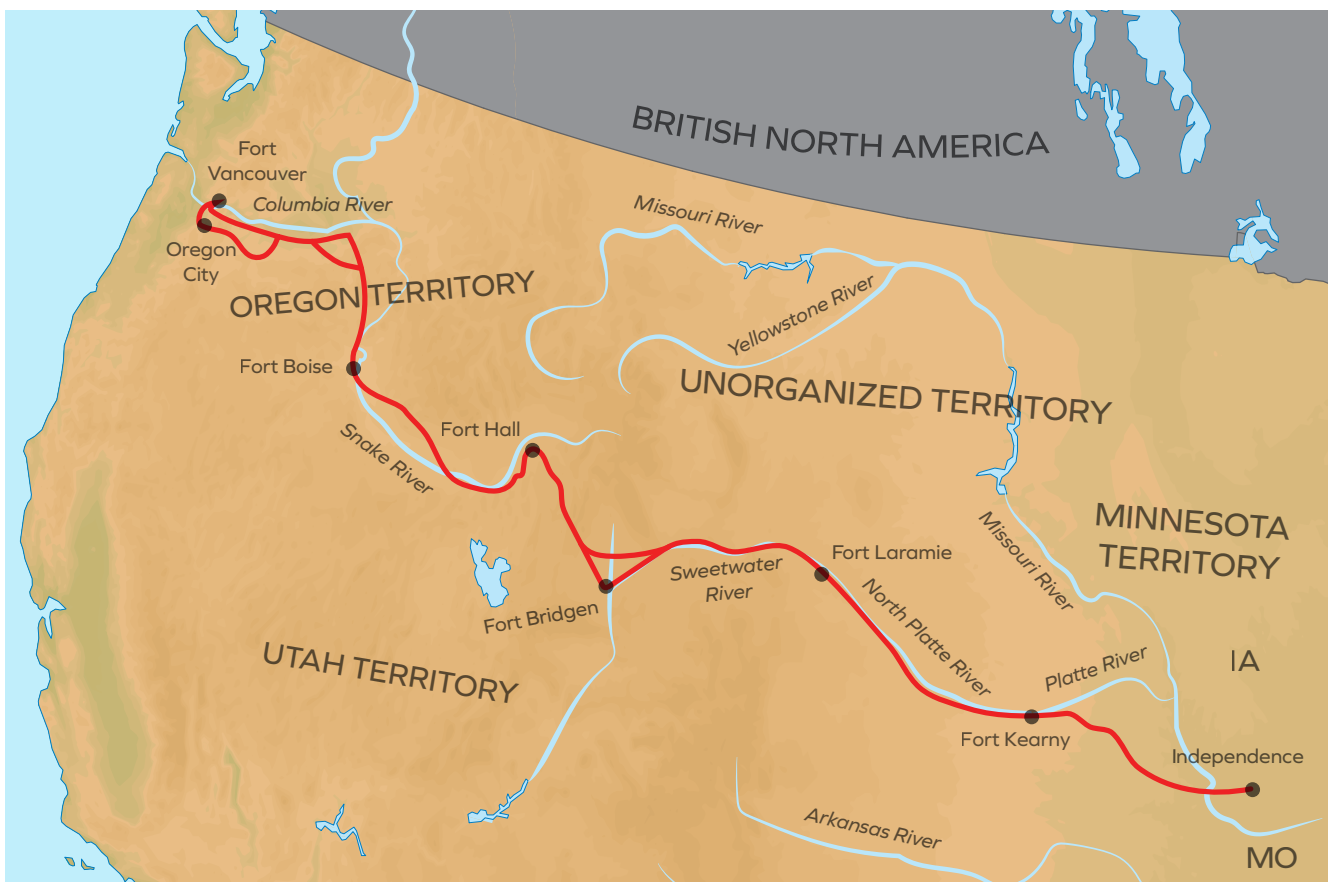 BRITISH NORTH AMERICA
Fort
Vancouver
Columbia River
Missouri River
Oregon
City
OREGON TERRITORY
Yellowstone River
Fort Boise
UNORGANIZED TERRITORY
Fort Hall
Snake River
MINNESOTA
TERRITORY
Missouri River
Fort Laramie
Sweetwater
River
North Platte River
Fort Bridgen
UTAH TERRITORY
Platte River
IA
Fort Kearny
Independence
Arkansas River
MO